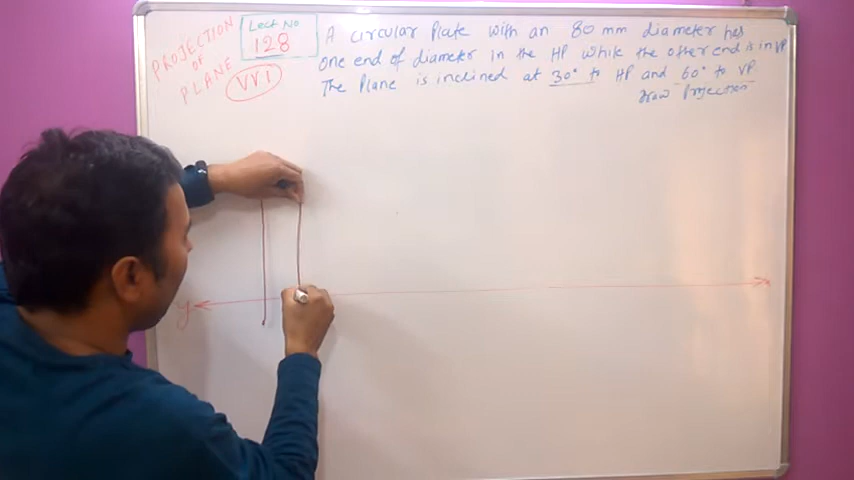 PROJECTION
OF
PLANE
Lect No
128
VV.I
A circular Plate with an 80 mm diameter has
one end of diameter in the HP while the other end is in VP
The Plane is inclined at 30° to HP and 60° to VP
Draw Projection
y
x